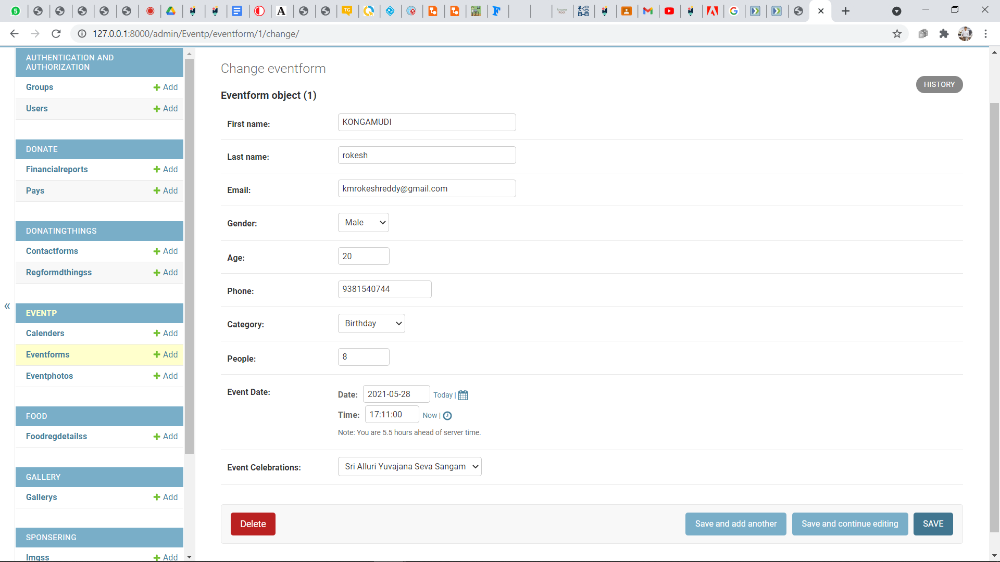 127.0.0.1:8000/admin/Eventp/eventform/1/change/
AUTHENTICATION AND
AUTHORIZATION
Groups Add
Users Add
DONATE
Financialreports Add
Pays Add
DONATINGTHINGS
Contactforms Add
Regformdthingss Add
«
EVENTP
Calenders Add
Eventforms Add
Eventphotos Add
FOOD
Foodregdetailss Add
GALLERY
Gallerys Add
SPONSERING
Imgss Add
Change eventform
HISTORY
Eventform object (1)
First name: KONGAMUDI
Last name: rokesh
Email: kmrokeshreddy@gmail.com
Gender: Male
Age: 20
Phone: 9381540744
Category: Birthday
People: 8
Event Date: Date: 2021-05-28 Today |
Time: 17:11:00 Now |
Note: You are 5.5 hours ahead of server time.
Event Celebrations: Sri Alluri Yuvajana Seva Sangam
Delete Save and add another Save and continue editing SAVE